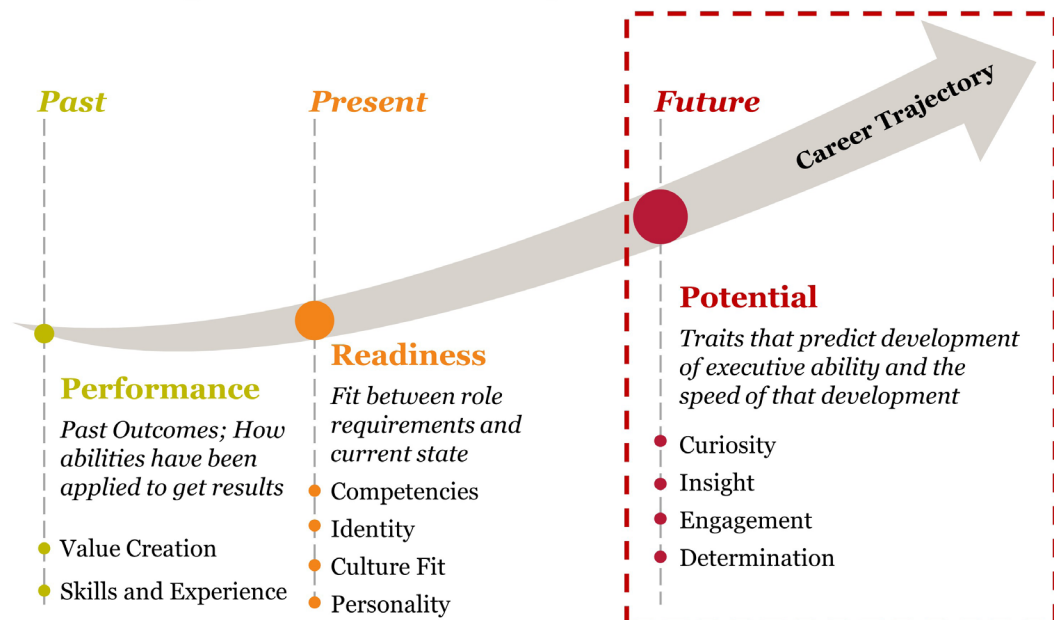 Past
Present
Future
Career Trajectory
Performance
Past Outcomes; How
abilities have been
applied to get results
Value Creation
Skills and Experience
Readiness
Fit between role
requirements and
current state
Competencies
Identity
Culture Fit
Personality
Potential
Traits that predict development
of executive ability and the
speed of that development
Curiosity
Insight
Engagement
Determination